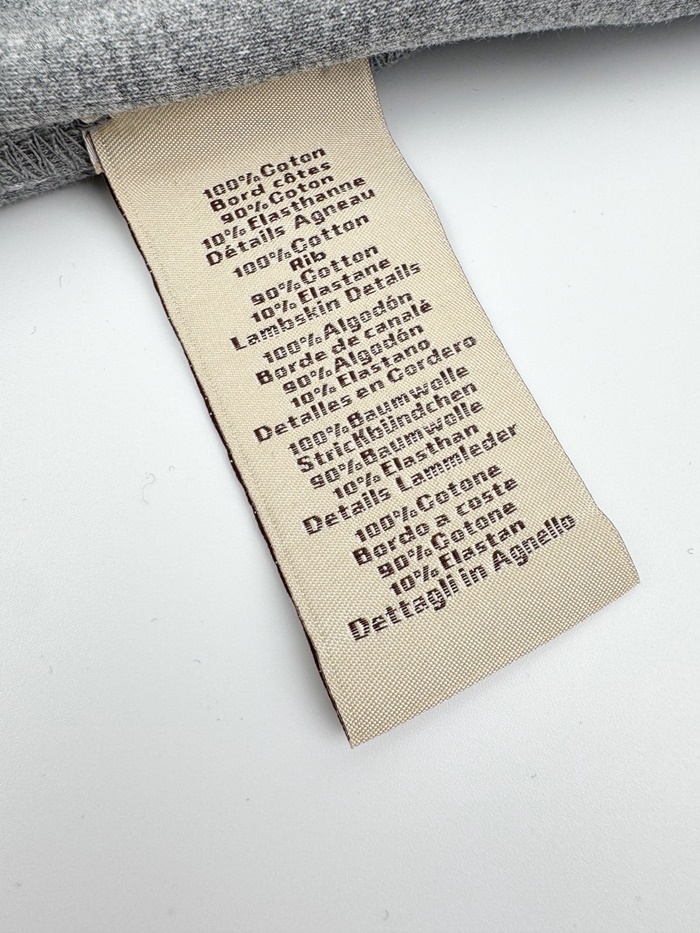 100%Coton
Bord côtes
90%Coton
10%Elasthanne
Détails Agneau
100%Cotton
Rib
90%Cotton
10%Elastane
Lambskin Details
100%Algodón
Borde de canalé
90%Algodón
10%Elastano
Detalles en Cordero
100%Baumwolle
Strickbündchen
90%Baumwolle
10%Elasthan
Details Lammleder
100%Cotone
Bordo a coste
90%Cotone
10%Elastan
Dettagli in Agnello